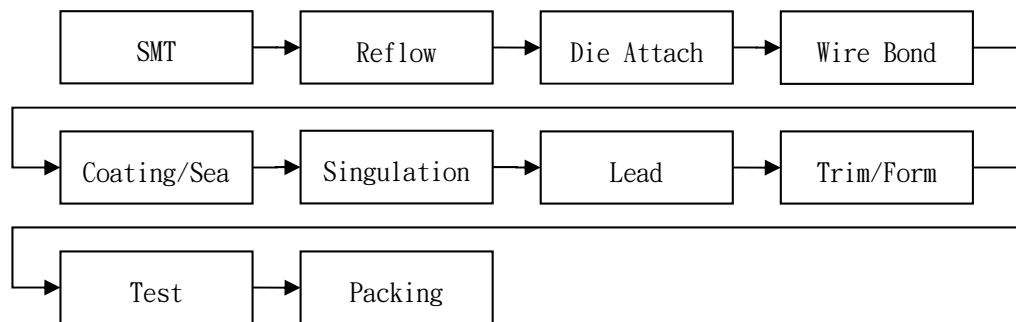 SMT
Reflow
Die Attach
Wire Bond
Coating/Sea
Singulation
Lead
Trim/Form
Test
Packing